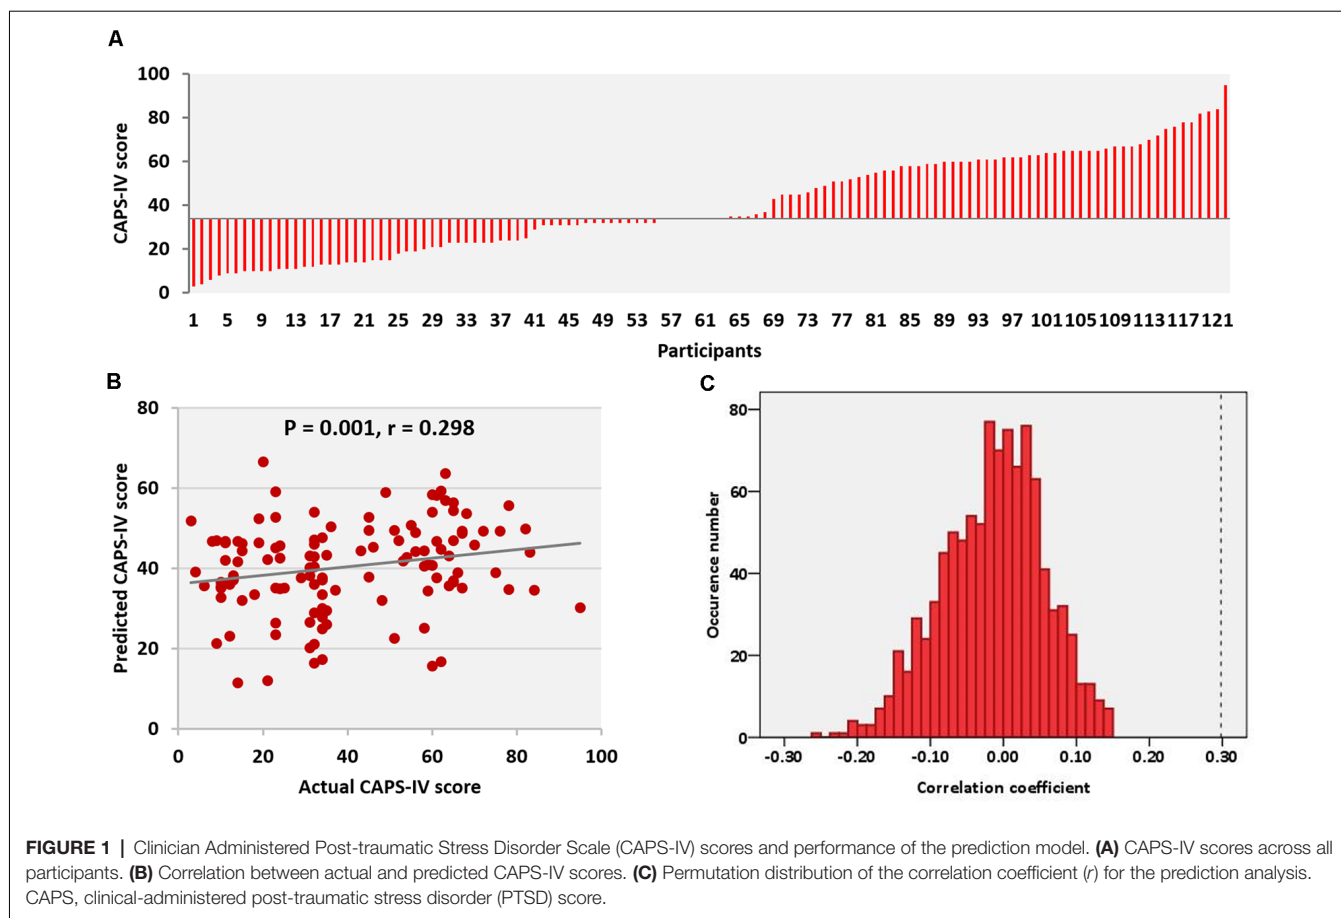 A
CAPS-IV score
100
80
60
40
20
0
1 5 9 13 17 21 25 29 33 37 41 45 49 53 57 61 65 69 73 77 81 85 89 93 97 101 105 109 113 117 121
Participants
B
Predicted CAPS-IV score
80
60
40
20
0
P = 0.001, r = 0.298
0 20 40 60 80 100
Actual CAPS-IV score
C
Occurence number
80
60
40
20
0
-0.30 -0.20 -0.10 0.00 0.10 0.20 0.30
Correlation coefficient
FIGURE 1 | Clinician Administered Post-traumatic Stress Disorder Scale (CAPS-IV) scores and performance of the prediction model. (A) CAPS-IV scores across all
participants. (B) Correlation between actual and predicted CAPS-IV scores. (C) Permutation distribution of the correlation coefficient (r) for the prediction analysis.
CAPS, clinical-administered post-traumatic stress disorder (PTSD) score.